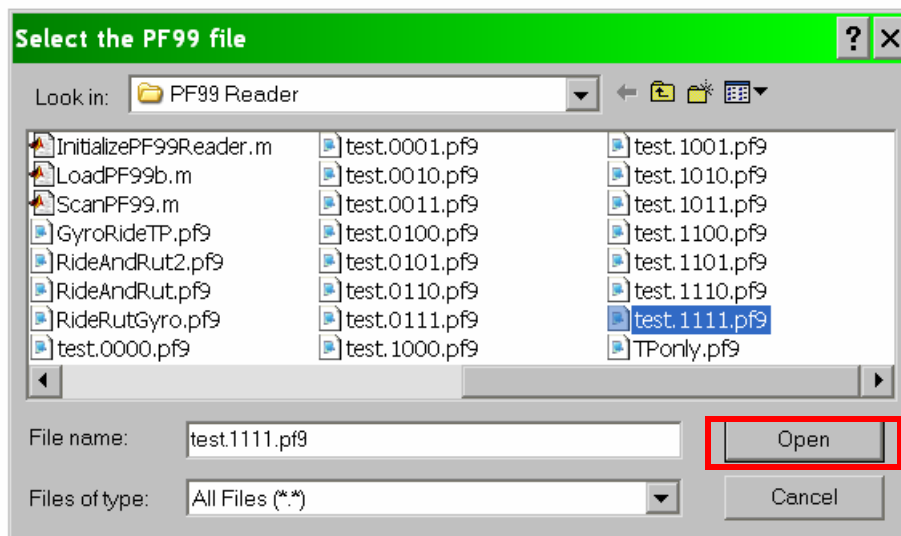 Select the PF99 file
?
Look in: PF99 Reader
InitializePF99Reader.m
LoadPF99b.m
ScanPF99.m
GyroRideTP.pf9
RideAndRut2.pf9
RideAndRut.pf9
RideRutGyro.pf9
test.0000.pf9
test.0001.pf9
test.0010.pf9
test.0011.pf9
test.0100.pf9
test.0101.pf9
test.0110.pf9
test.0111.pf9
test.1000.pf9
test.1001.pf9
test.1010.pf9
test.1011.pf9
test.1100.pf9
test.1101.pf9
test.1110.pf9
test.1111.pf9
TPonly.pf9
File name: test.1111.pf9
Open
Files of type: All Files (*.*)
Cancel